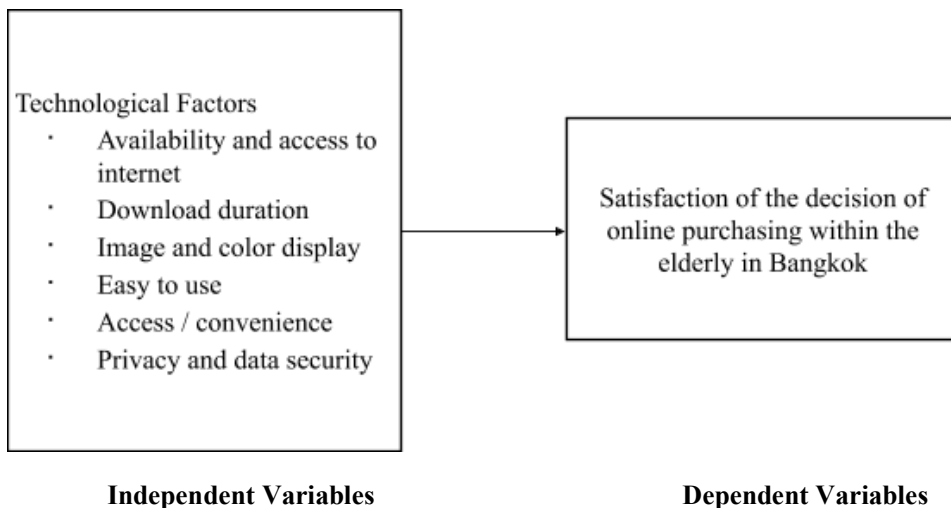 Technological Factors
· Availability and access to
internet
· Download duration
· Image and color display
· Easy to use
· Access / convenience
· Privacy and data security
Satisfaction of the decision of
online purchasing within the
elderly in Bangkok
Independent Variables
Dependent Variables